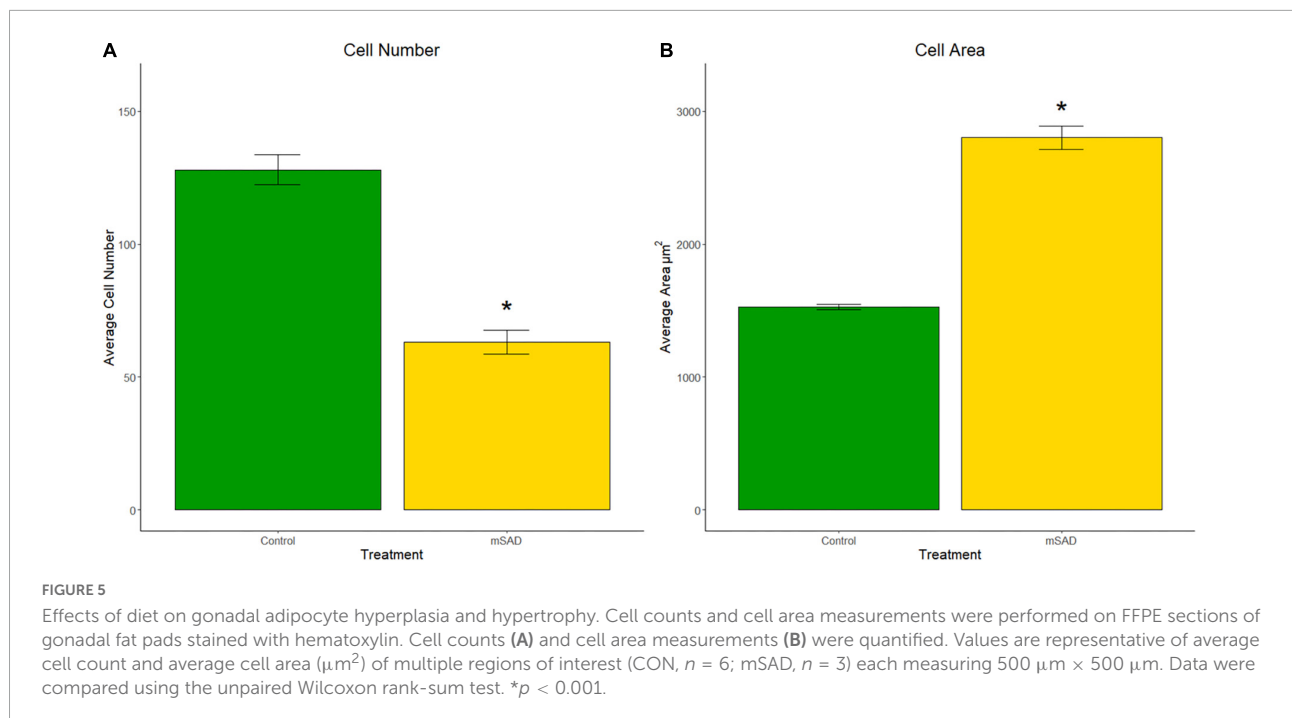 A
Cell Number
150
100
50
0
Average Cell Number
Control
mSAD
Treatment
*
B
Cell Area
3000
2000
1000
0
Average Area µm²
Control
mSAD
Treatment
*
FIGURE 5
Effects of diet on gonadal adipocyte hyperplasia and hypertrophy. Cell counts and cell area measurements were performed on FFPE sections of
gonadal fat pads stained with hematoxylin. Cell counts (A) and cell area measurements (B) were quantified. Values are representative of average
cell count and average cell area (µm²) of multiple regions of interest (CON, n = 6; mSAD, n = 3) each measuring 500 µm × 500 µm. Data were
compared using the unpaired Wilcoxon rank-sum test. *p < 0.001.